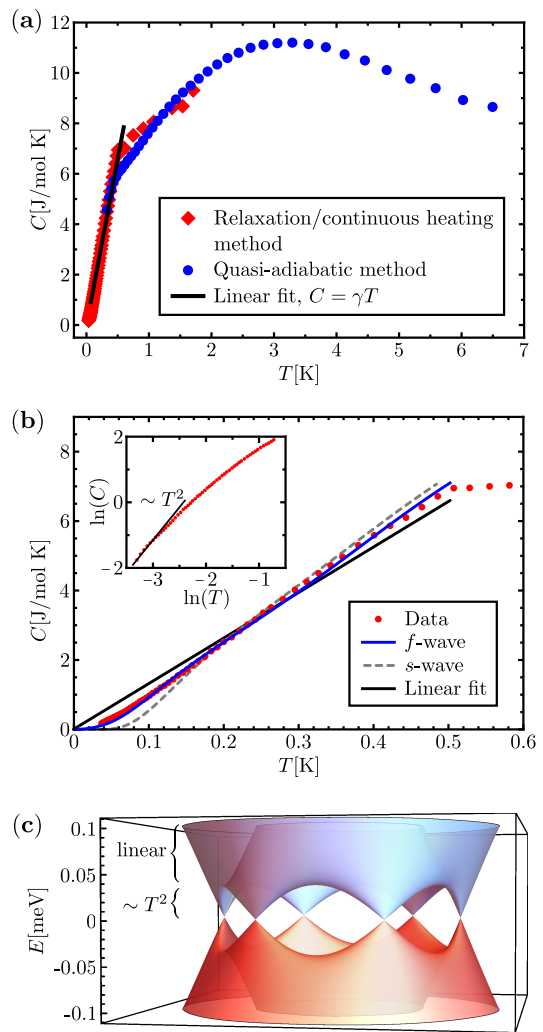 (a)
12
10
8
6
4
2
0
C[J/mol K]
Relaxation/continuous heating
method
Quasi-adiabatic method
Linear fit, C = γT
0 1 2 3 4 5 6 7
T[K]
(b)
8
6
4
2
0
C[J/mol K]
2
0
−2
ln(C)
∼ T²
−3 −2 −1
ln(T)
Data
f-wave
s-wave
Linear fit
0 0.1 0.2 0.3 0.4 0.5 0.6
T[K]
(c)
0.1
0.05
0
-0.05
-0.1
E[meV]
linear
∼ T²